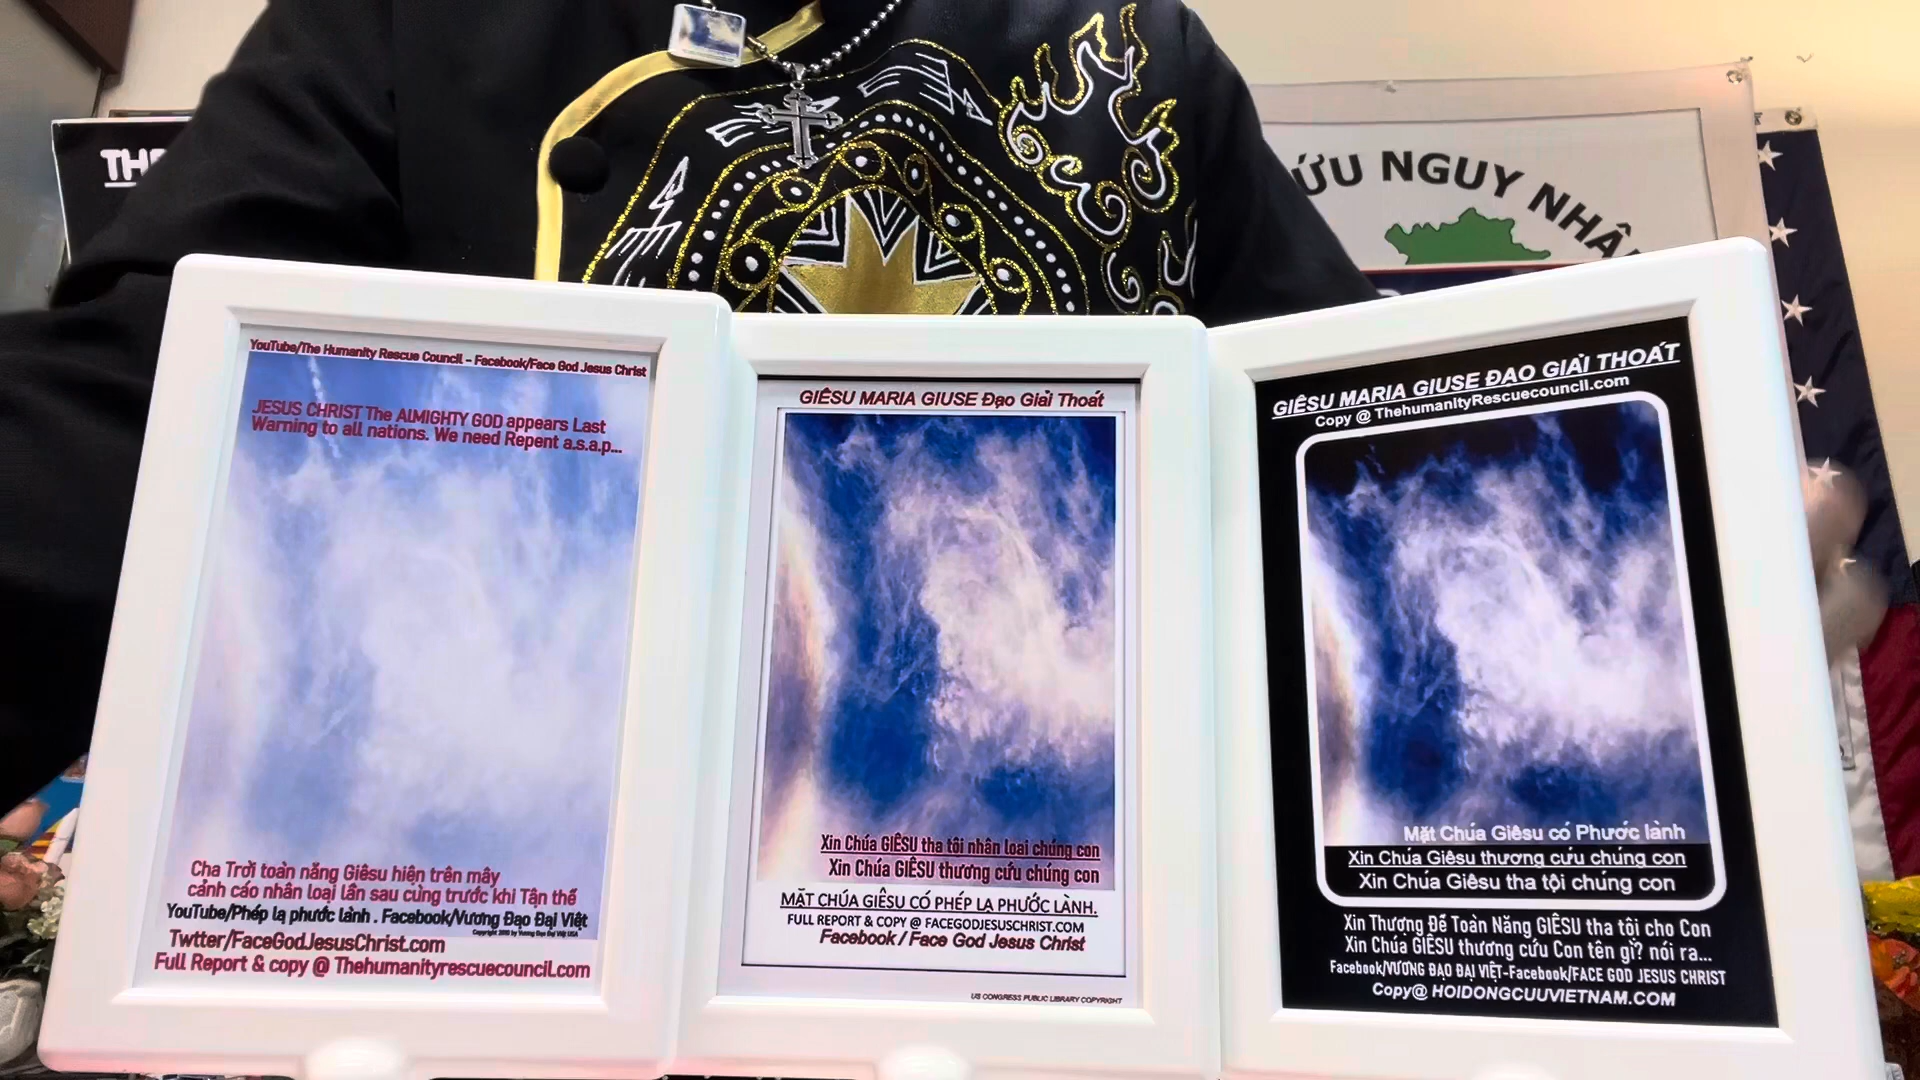 THE
ỨU NGUY NHÂ
YouTube/The Humanity Rescue Council - Facebook/Face God Jesus Christ
JESUS CHRIST The ALMIGHTY GOD appears Last
Warning to all nations. We need Repent a.s.a.p...
Cha Trời toàn năng Giêsu hiện trên mây
cảnh cáo nhân loại lần sau cùng trước khi Tận thế
YouTube/Phép lạ phước lành . Facebook/Vương Đạo Đại Việt
Copyright 2010 by Vương Đạo Đại Việt USA
Twtter/FaceGodJesusChrist.com
Full Report & copy @ Thehumanityrescuecouncil.com
GIÊSU MARIA GIUSE Đạo Giải Thoát
Xin Chúa GIÊSU tha tội nhân loại chúng con
Xin Chúa GIÊSU thương cứu chúng con
MẶT CHÚA GIÊSU CÓ PHÉP LẠ PHƯỚC LÀNH.
FULL REPORT & COPY @ FACEGODJESUSCHRIST.COM
Facebook / Face God Jesus Christ
US CONGRESS PUBLIC LIBRARY COPYRIGHT
GIÊSU MARIA GIUSE ĐẠO GIẢI THOÁT
Copy @ ThehumanityRescuecouncil.com
Mặt Chúa Giêsu có Phước lành
Xin Chúa Giêsu thương cứu chúng con
Xin Chúa Giêsu tha tội chúng con
Xin Thượng Đế Toàn Năng GIÊSU tha tội cho Con
Xin Chúa GIÊSU thương cứu Con tên gì? nói ra...
Facebook/VƯƠNG ĐẠO ĐẠI VIỆT-Facebook/FACE GOD JESUS CHRIST
Copy@ HOIDONGCUUVIETNAM.COM